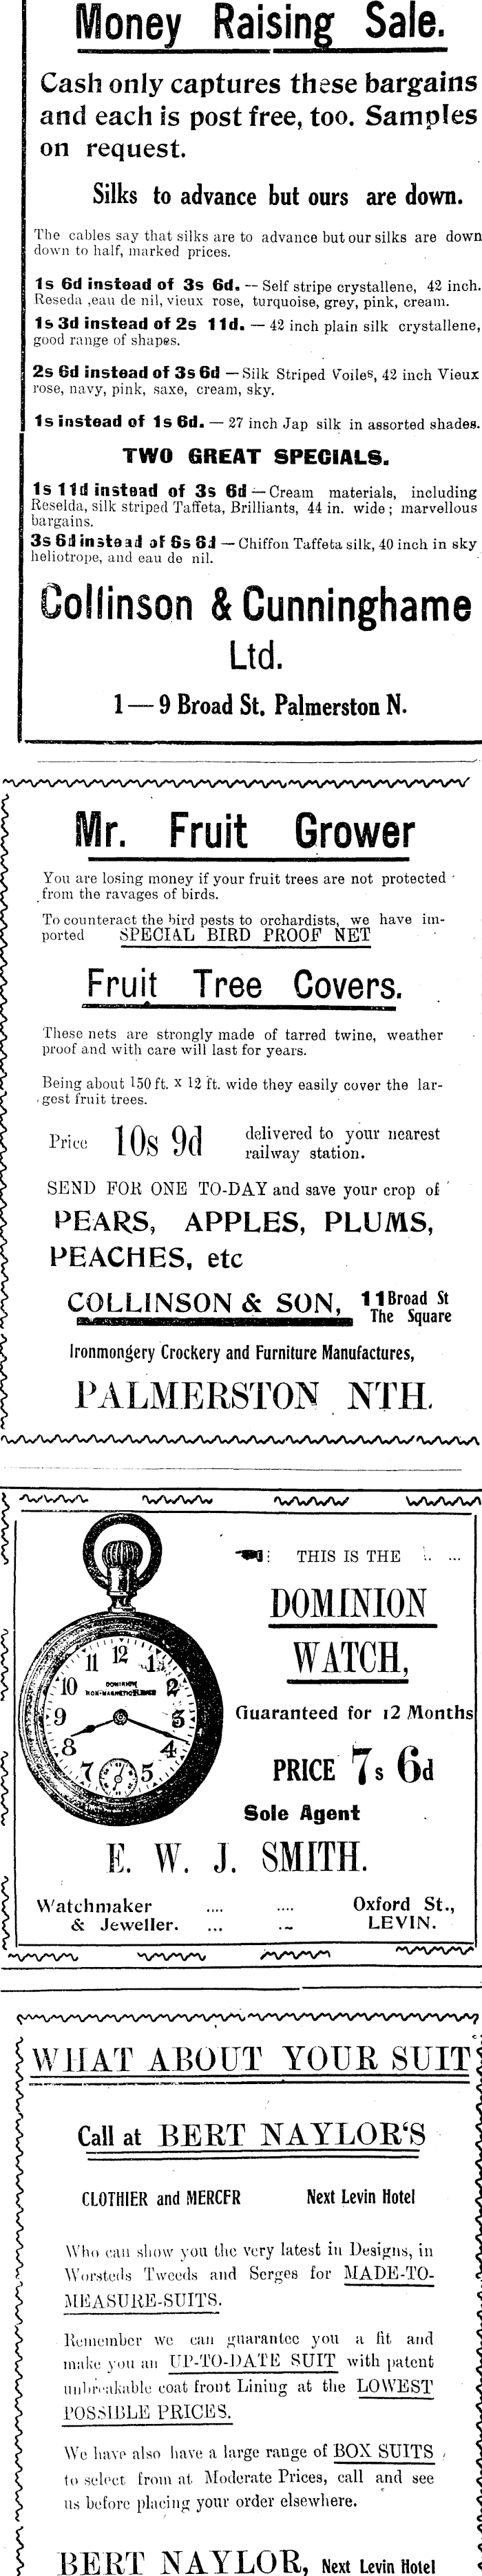 Money Raising Sale.
Cash only captures these bargains
and each is post free, too. Samples
on request.
Silks to advance but ours are down.
The cables say that silks are to advance but our silks are down
down to half, marked prices.
1s 6d instead of 3s 6d. -- Self stripe crystallene, 42 inch.
Reseda ,eau de nil, vieux rose, turquoise, grey, pink, cream.
1s 3d instead of 2s 11d. — 42 inch plain silk crystallene,
good range of shapes.
2s 6d instead of 3s 6d — Silk Striped Voiles, 42 inch Vieux
rose, navy, pink, saxe, cream, sky.
1s instead of 1s 6d. — 27 inch Jap silk in assorted shades.
TWO GREAT SPECIALS.
1s 11d instead of 3s 6d — Cream materials, including
Reselda, silk striped Taffeta, Brilliants, 44 in. wide; marvellous
bargains.
3s 6d instead of 6s 6d — Chiffon Taffeta silk, 40 inch in sky
heliotrope, and eau de nil.
Collinson & Cunninghame
Ltd.
1—9 Broad St. Palmerston N.
Mr. Fruit Grower
You are losing money if your fruit trees are not protected
from the ravages of birds.
To counteract the bird pests to orchardists, we have im-
ported SPECIAL BIRD PROOF NET
Fruit Tree Covers.
These nets are strongly made of tarred twine, weather
proof and with care will last for years.
Being about 150 ft. x 12 ft. wide they easily cover the lar-
gest fruit trees.
Price 10s 9d delivered to your nearest
railway station.
SEND FOR ONE TO-DAY and save your crop of
PEARS, APPLES, PLUMS,
PEACHES, etc
COLLINSON & SON, 11 Broad St
The Square
Ironmongery Crockery and Furniture Manufactures,
PALMERSTON NTH.
THIS IS THE
DOMINION
WATCH,
Guaranteed for 12 Months
PRICE 7s 6d
Sole Agent
E. W. J. SMITH.
Watchmaker .... .... Oxford St.,
& Jeweller. ... ... LEVIN.
WHAT ABOUT YOUR SUIT
Call at BERT NAYLOR'S
CLOTHIER and MERCER Next Levin Hotel
Who can show you the very latest in Designs, in
Worsteds Tweeds and Serges for MADE-TO-
MEASURE-SUITS.
Remember we can guarantee you a fit and
make you an UP-TO-DATE SUIT with patent
unbreakable coat front Lining at the LOWEST
POSSIBLE PRICES.
We have also have a large range of BOX SUITS
to select from at Moderate Prices, call and see
us before placing your order elsewhere.
BERT NAYLOR, Next Levin Hotel